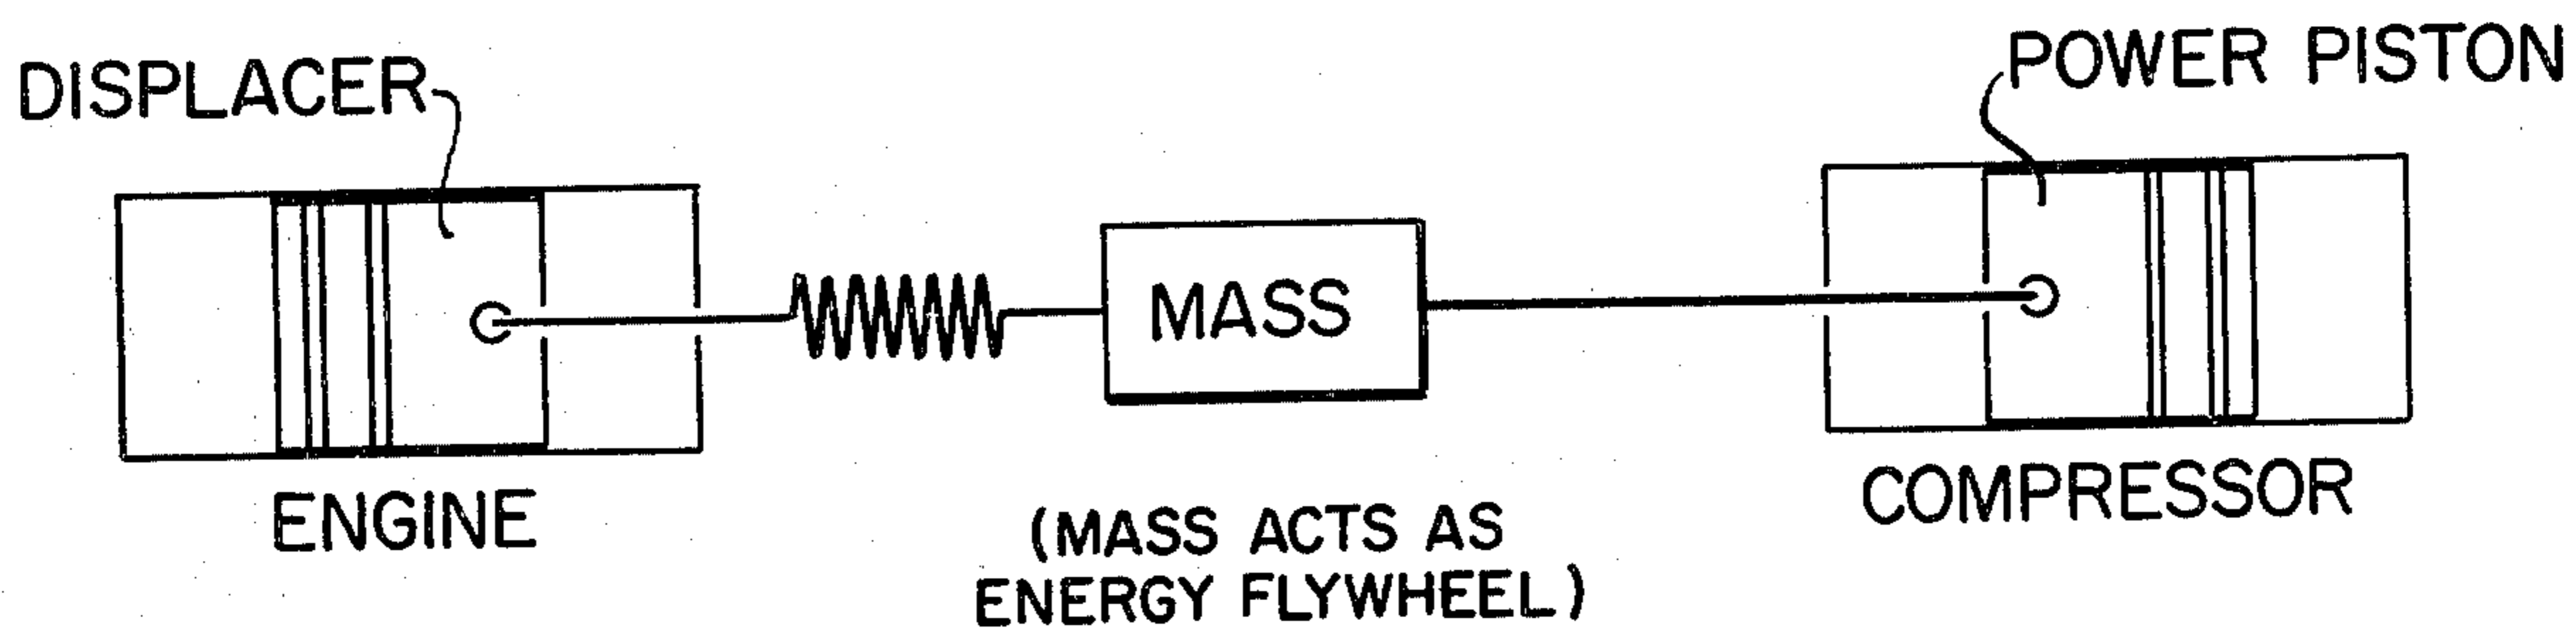 DISPLACER
POWER PISTON
MASS
ENGINE
COMPRESSOR
(MASS ACTS AS
ENERGY FLYWHEEL)